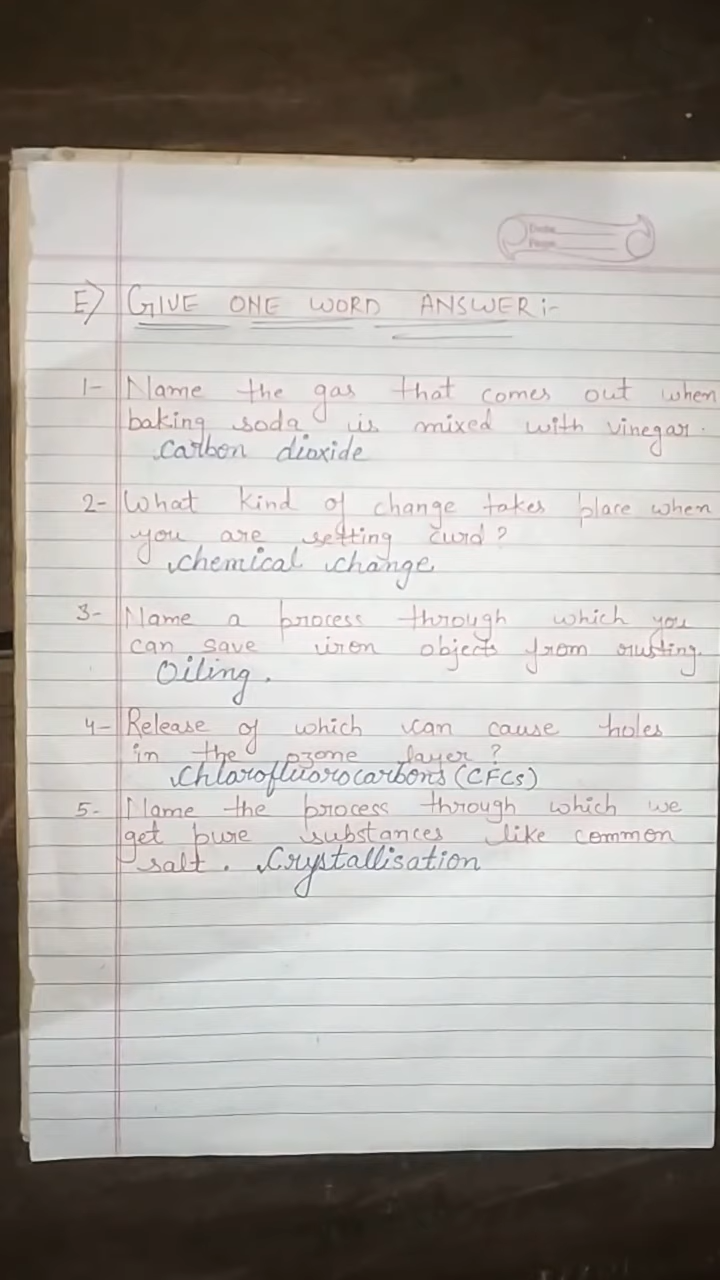 E) GIVE ONE WORD ANSWER :-
1- Name the gas that comes out when
baking soda is mixed with vinegar.
Carbon dioxide
2- What kind of change takes place when
you are setting curd?
chemical change
3- Name a process through which you
can save iron objects from rusting.
Oiling.
4- Release of which can cause holes
in the ozone layer?
Chlarofluorocarbons (CFCs)
5- Name the process through which we
get pure substances like common
salt. Crystallisation